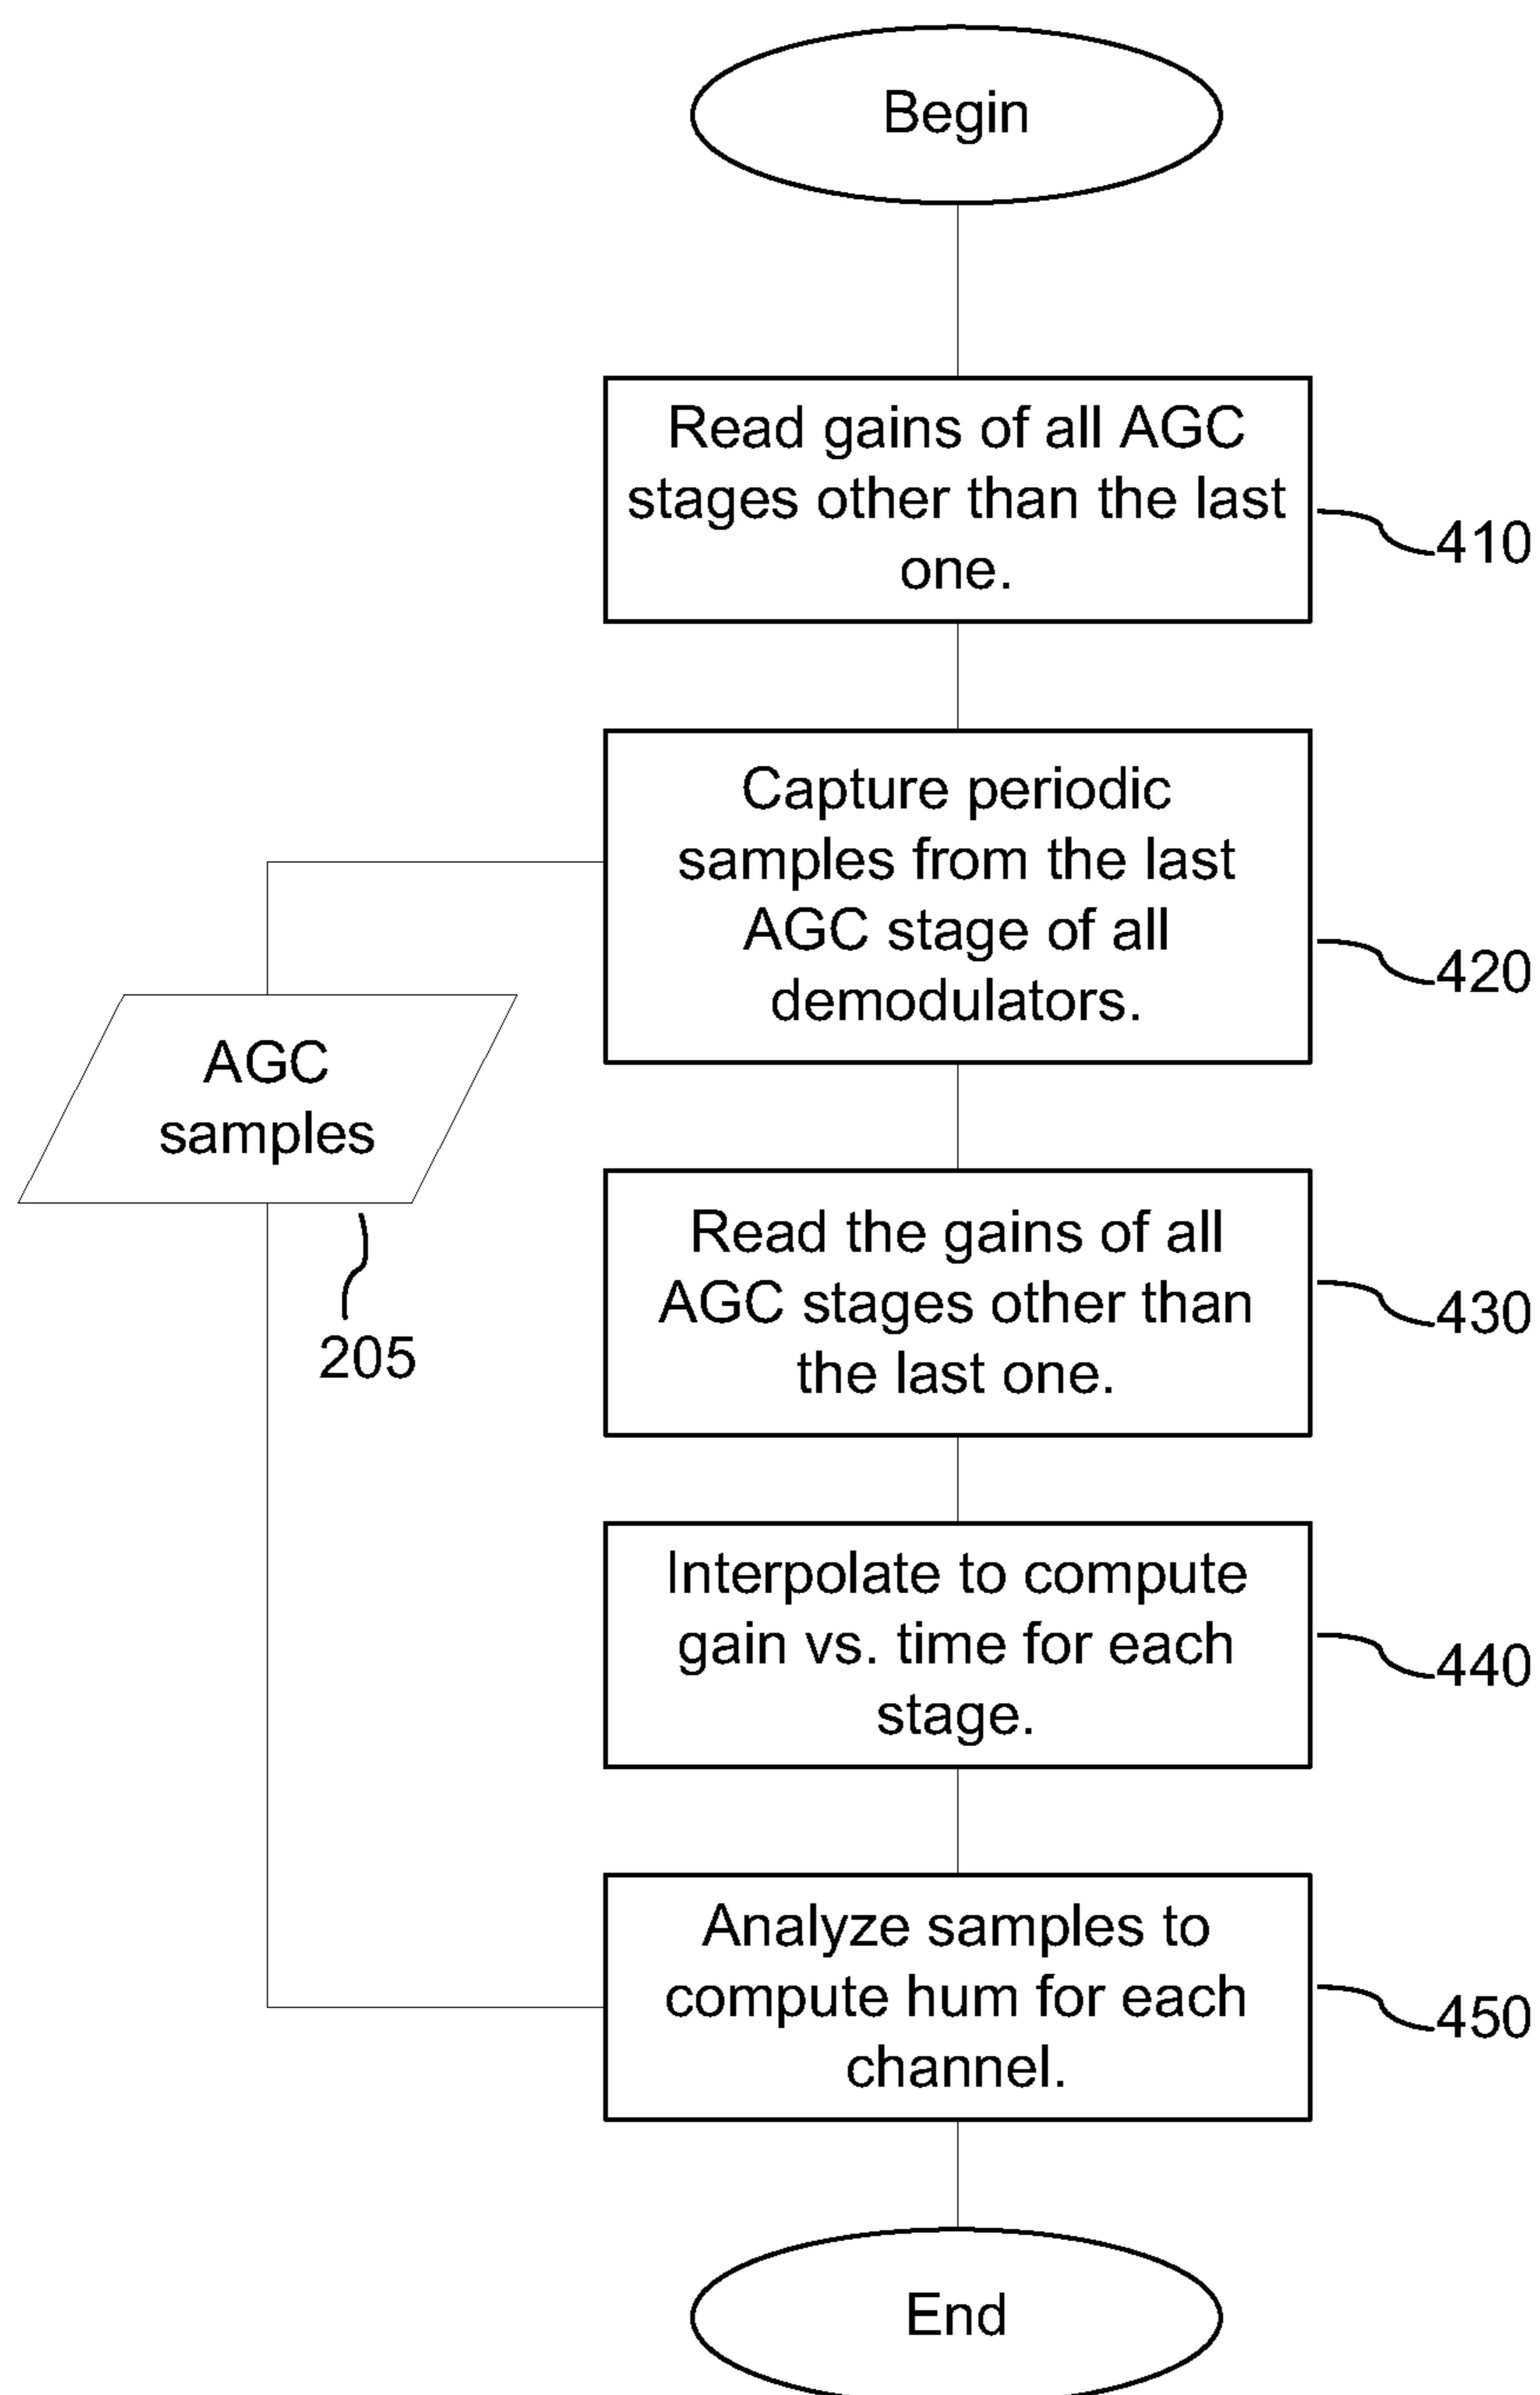 Begin
Read gains of all AGC
stages other than the last
one.
410
Capture periodic
samples from the last
AGC stage of all
demodulators.
420
AGC
samples
205
Read the gains of all
AGC stages other than
the last one.
430
Interpolate to compute
gain vs. time for each
stage.
440
Analyze samples to
compute hum for each
channel.
450
End